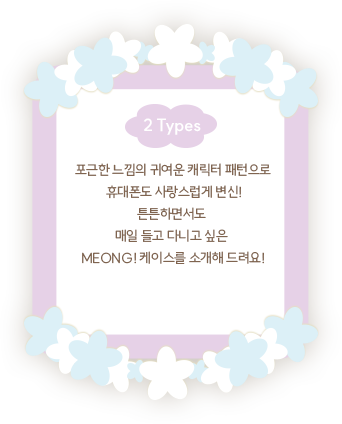 2 Types
포근한 느낌의 귀여운 캐릭터 패턴으로
휴대폰도 사랑스럽게 변신!
튼튼하면서도
매일 들고 다니고 싶은
MEONG! 케이스를 소개해 드려요!